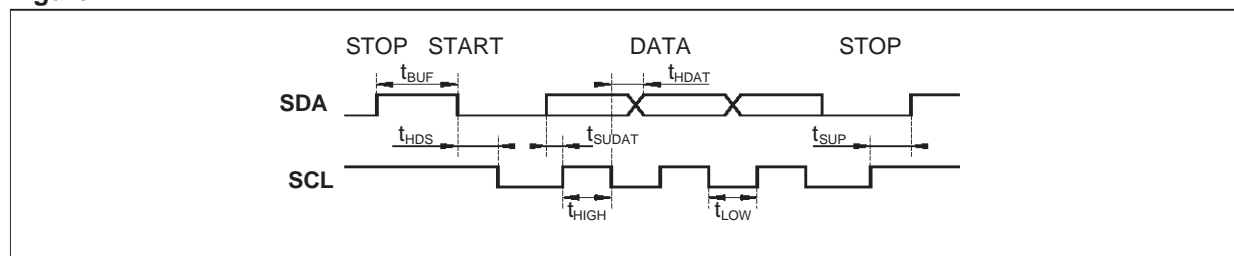 STOP START DATA STOP
tBUF tHDAT
SDA
tHDS tSUDAT tSUP
SCL
tHIGH tLOW